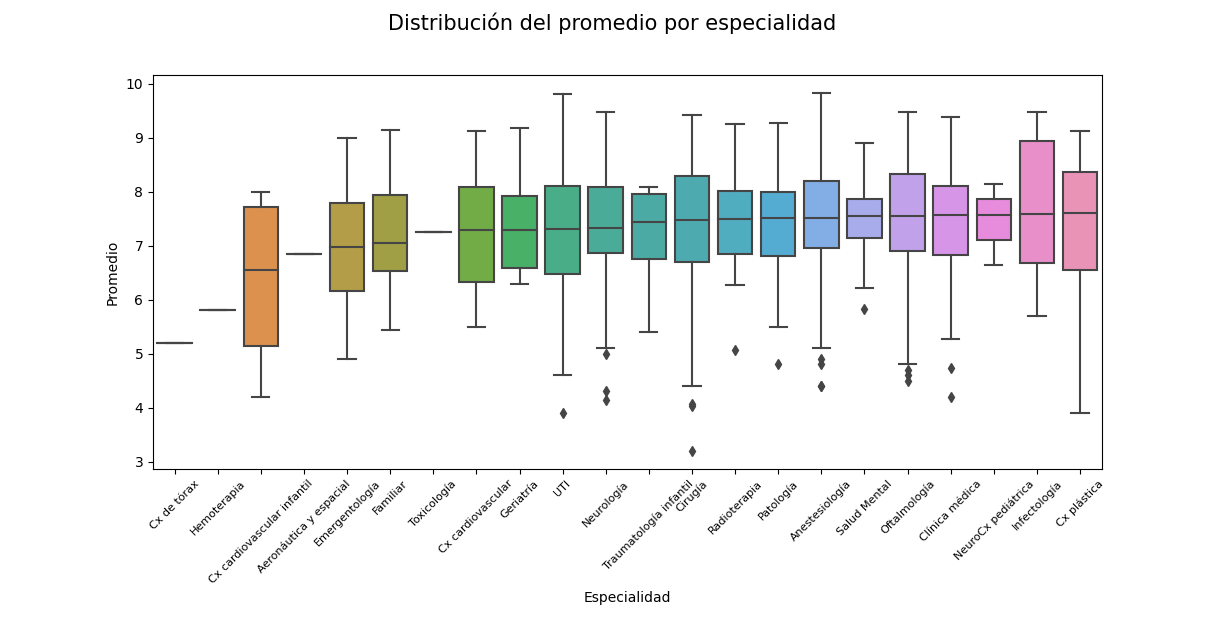 Distribución del promedio por especialidad
10
9
8
7
6
5
4
3
Promedio
Cx de tórax
Hemoterapia
Cx cardiovascular infantil
Aeronáutica y espacial
Emergentología
Familiar
Toxicología
Cx cardiovascular
Geriatría
UTI
Neurología
Traumatología infantil
Cirugía
Radioterapia
Patología
Anestesiología
Salud Mental
Oftalmología
Clínica médica
NeuroCx pediátrica
Infectología
Cx plástica
Especialidad